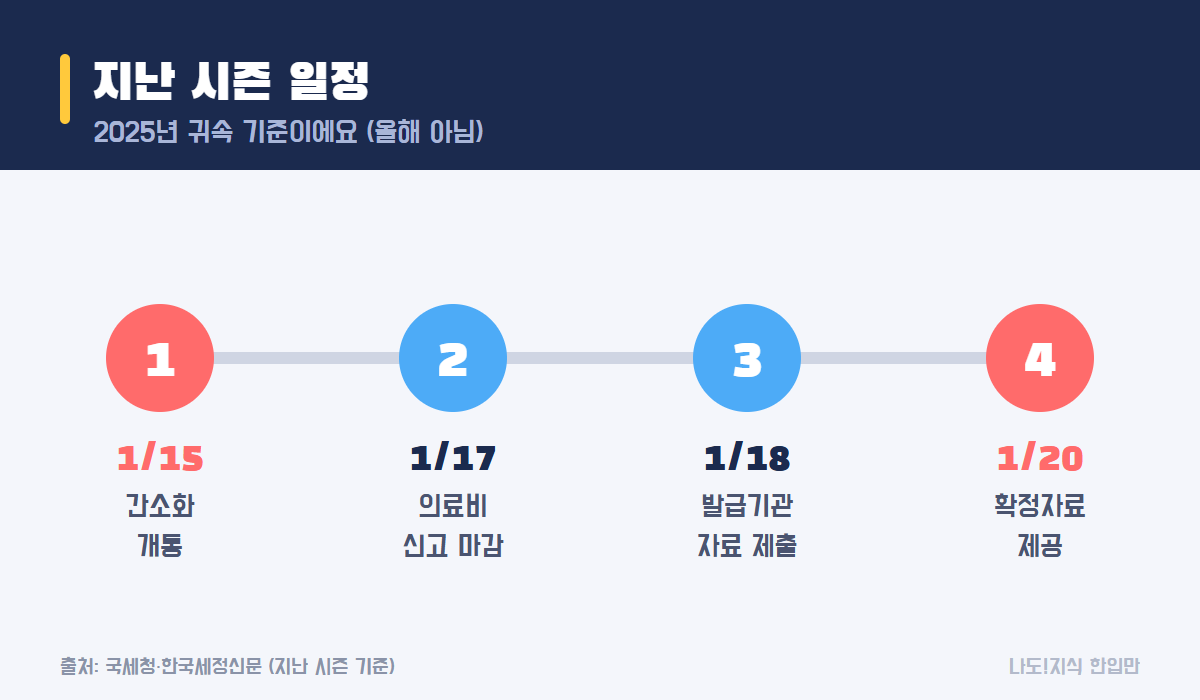 지난 시즌 일정
2025년 귀속 기준이에요 (올해 아님)
1
2
3
4
1/15
간소화
개통
1/17
의료비
신고 마감
1/18
발급기관
자료 제출
1/20
확정자료
제공
출처: 국세청·한국세정신문 (지난 시즌 기준)
나도!지식 한입만